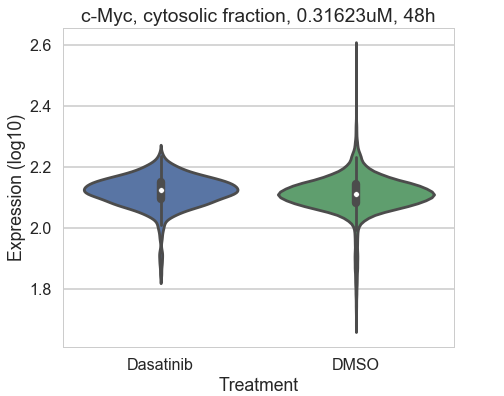 c-Myc, cytosolic fraction, 0.31623uM, 48h
Expression (log10)
2.6
2.4
2.2
2.0
1.8
Dasatinib
DMSO
Treatment